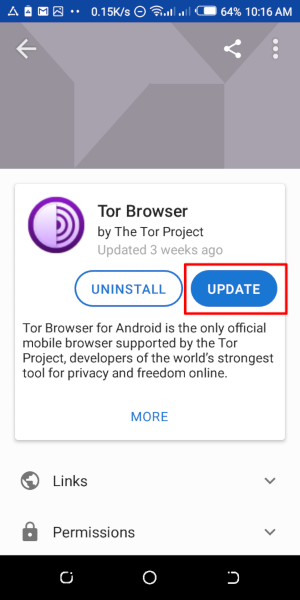 0.15K/s 64% 10:16 AM
Tor Browser
by The Tor Project
Updated 3 weeks ago
UNINSTALL UPDATE
Tor Browser for Android is the only official
mobile browser supported by the Tor
Project, developers of the world's strongest
tool for privacy and freedom online.
MORE
Links
Permissions